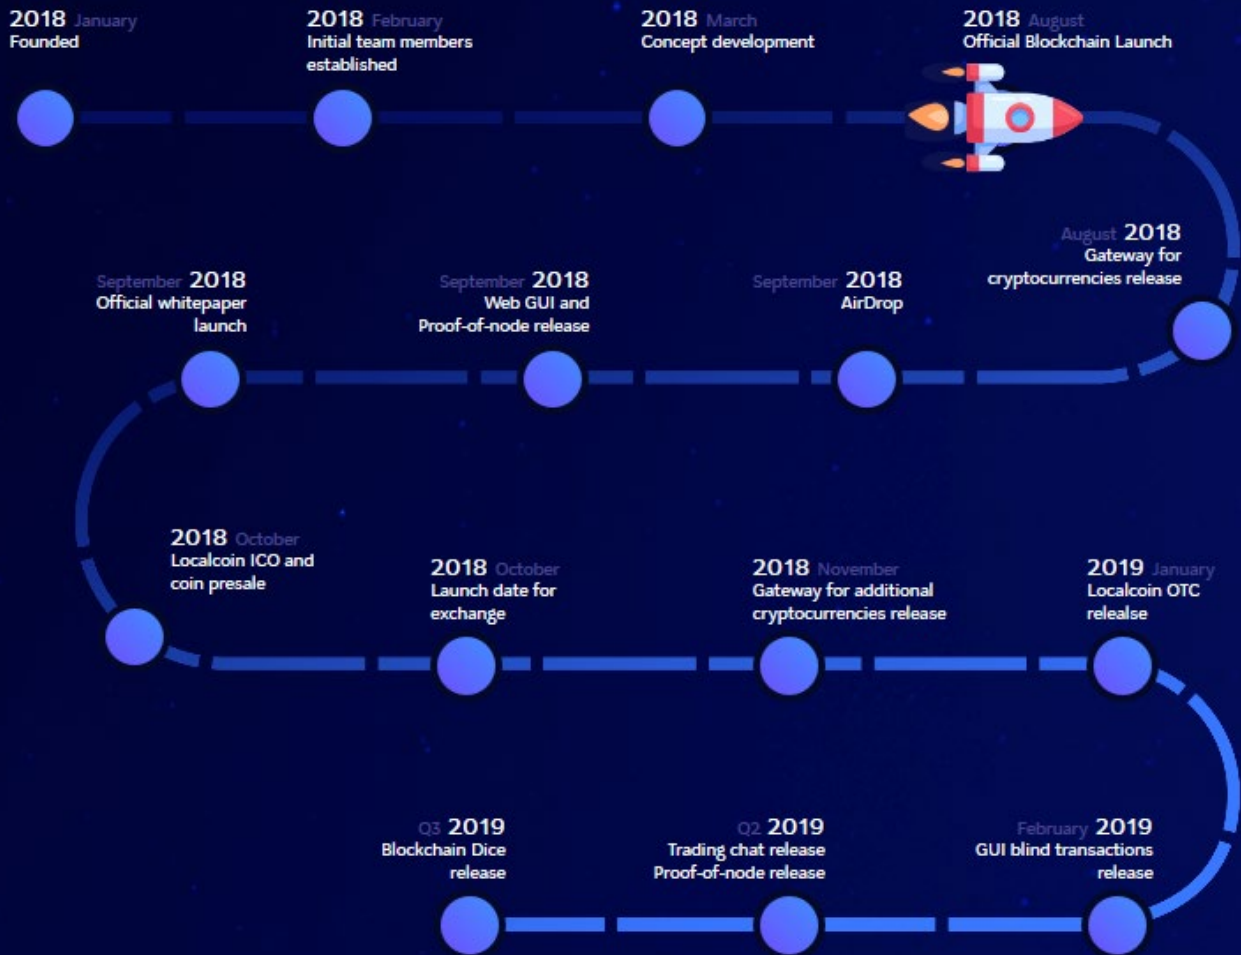 2018 January
Founded
2018 February
Initial team members
established
2018 March
Concept development
2018 August
Official Blockchain Launch
August 2018
Gateway for
cryptocurrencies release
September 2018
AirDrop
September 2018
Web GUI and
Proof-of-node release
September 2018
Official whitepaper
launch
2018 October
Localcoin ICO and
coin presale
2018 October
Launch date for
exchange
2018 November
Gateway for additional
cryptocurrencies release
2019 January
Localcoin OTC
relealse
February 2019
GUI blind transactions
release
Q2 2019
Trading chat release
Proof-of-node release
Q3 2019
Blockchain Dice
release